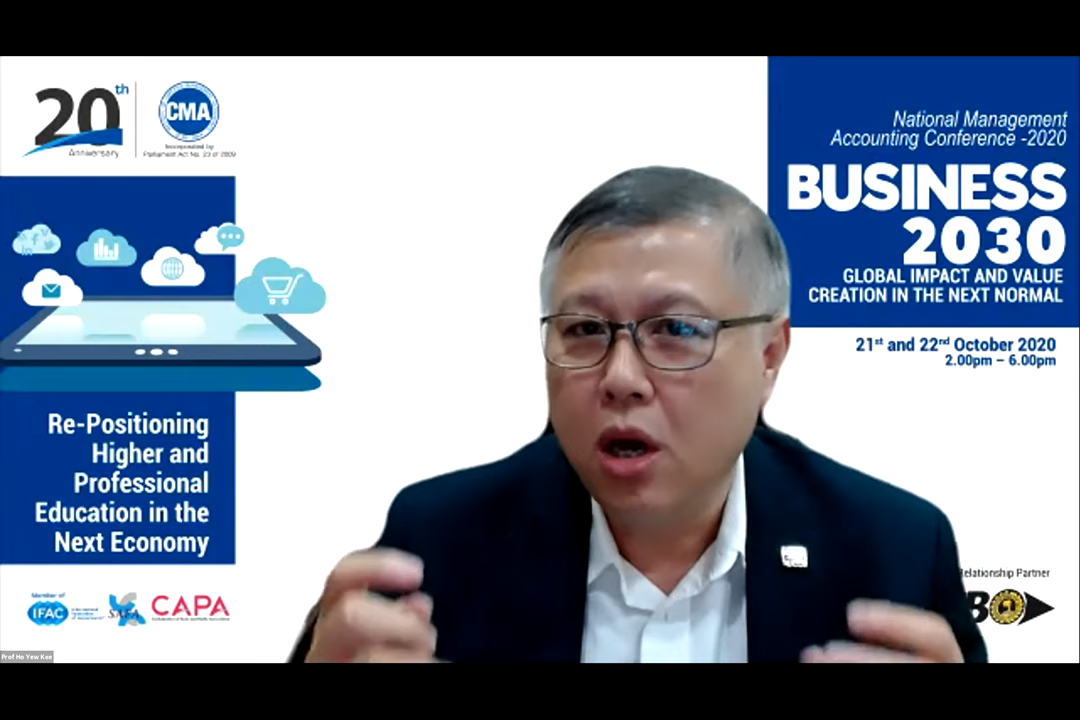 20th
Anniversary
CMA
Incorporated by
Parliament Act No. 23 of 2009
National Management
Accounting Conference -2020
BUSINESS
2030
GLOBAL IMPACT AND VALUE
CREATION IN THE NEXT NORMAL
21st and 22nd October 2020
2.00pm – 6.00pm
Re-Positioning
Higher and
Professional
Education in the
Next Economy
Member of
IFAC
SAFA
CAPA
Relationship Partner
B
Prof Ho Yew Kee